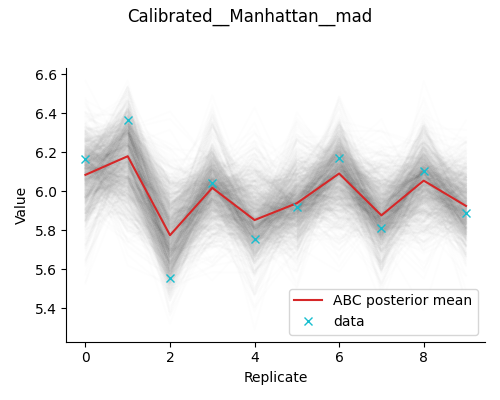 Calibrated__Manhattan__mad
6.6
6.4
6.2
6.0
5.8
5.6
5.4
Value
0
2
4
6
8
Replicate
ABC posterior mean
data